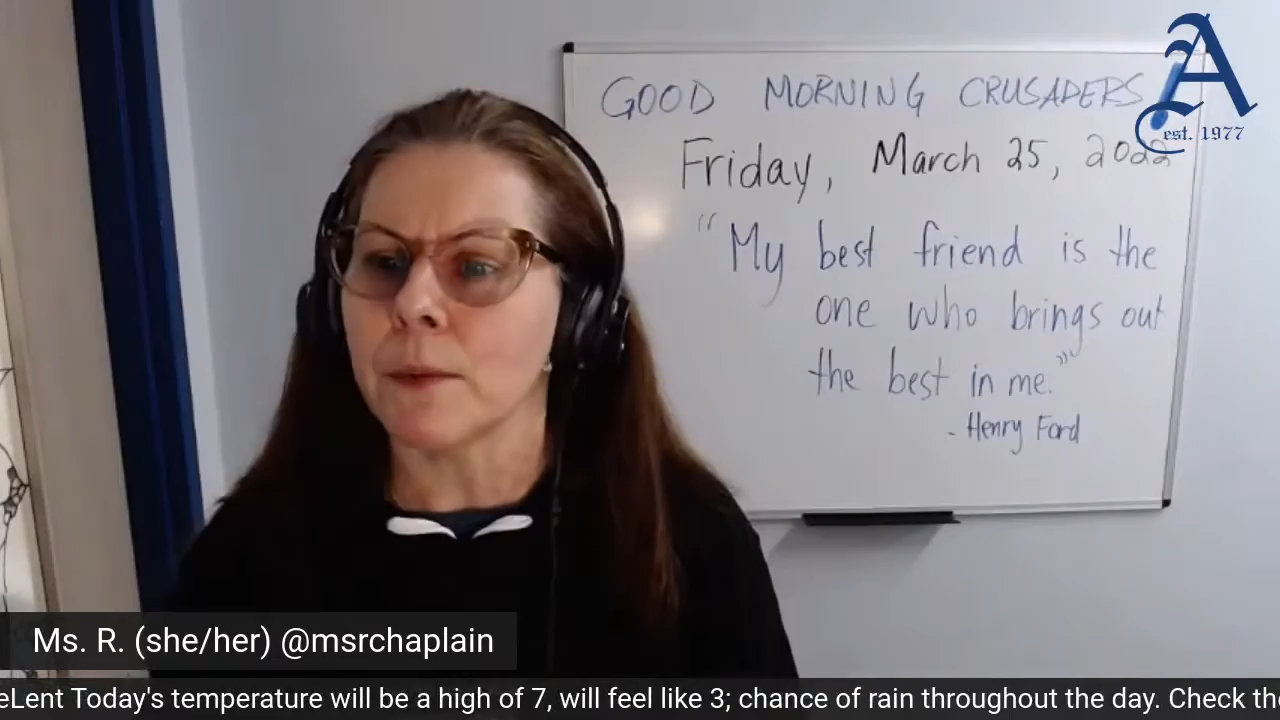 A
est. 1977
GOOD MORNING CRUSADERS
Friday, March 25, 2022
"My best friend is the
one who brings out
the best in me."
- Henry Ford
Ms. R. (she/her) @msrchaplain
eLent Today's temperature will be a high of 7, will feel like 3; chance of rain throughout the day. Check the